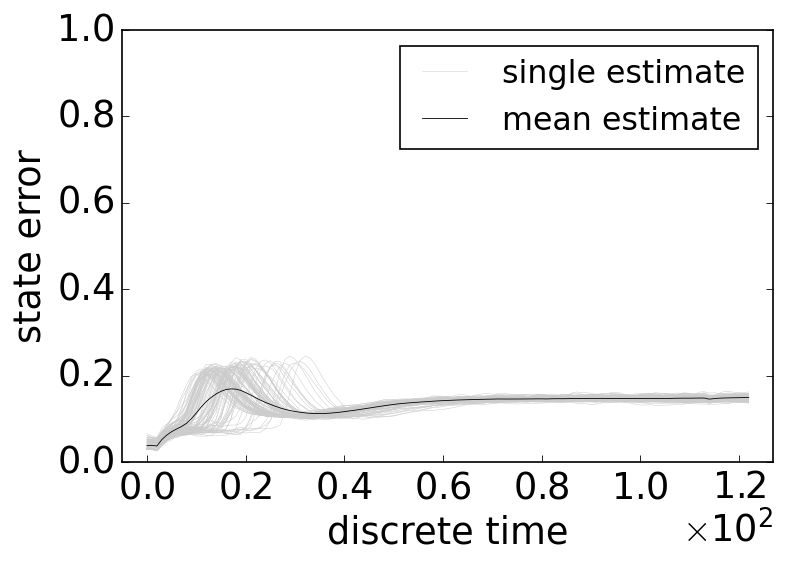 1.0
0.8
0.6
0.4
0.2
0.0
state error
single estimate
mean estimate
0.0 0.2 0.4 0.6 0.8 1.0 1.2
discrete time ×10²